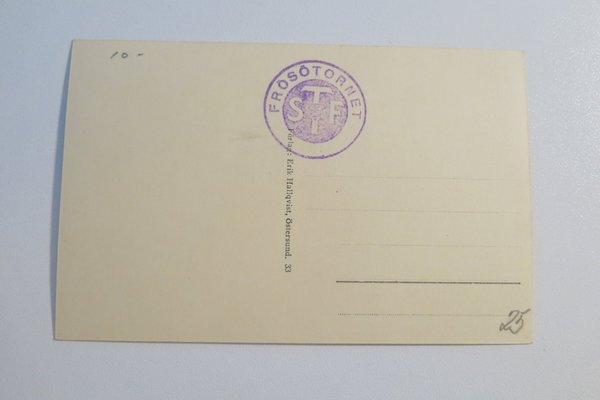 10-
FRÖSÖTORNET
STF
Förlag: Erik Hallqvist, Östersund. 33
25